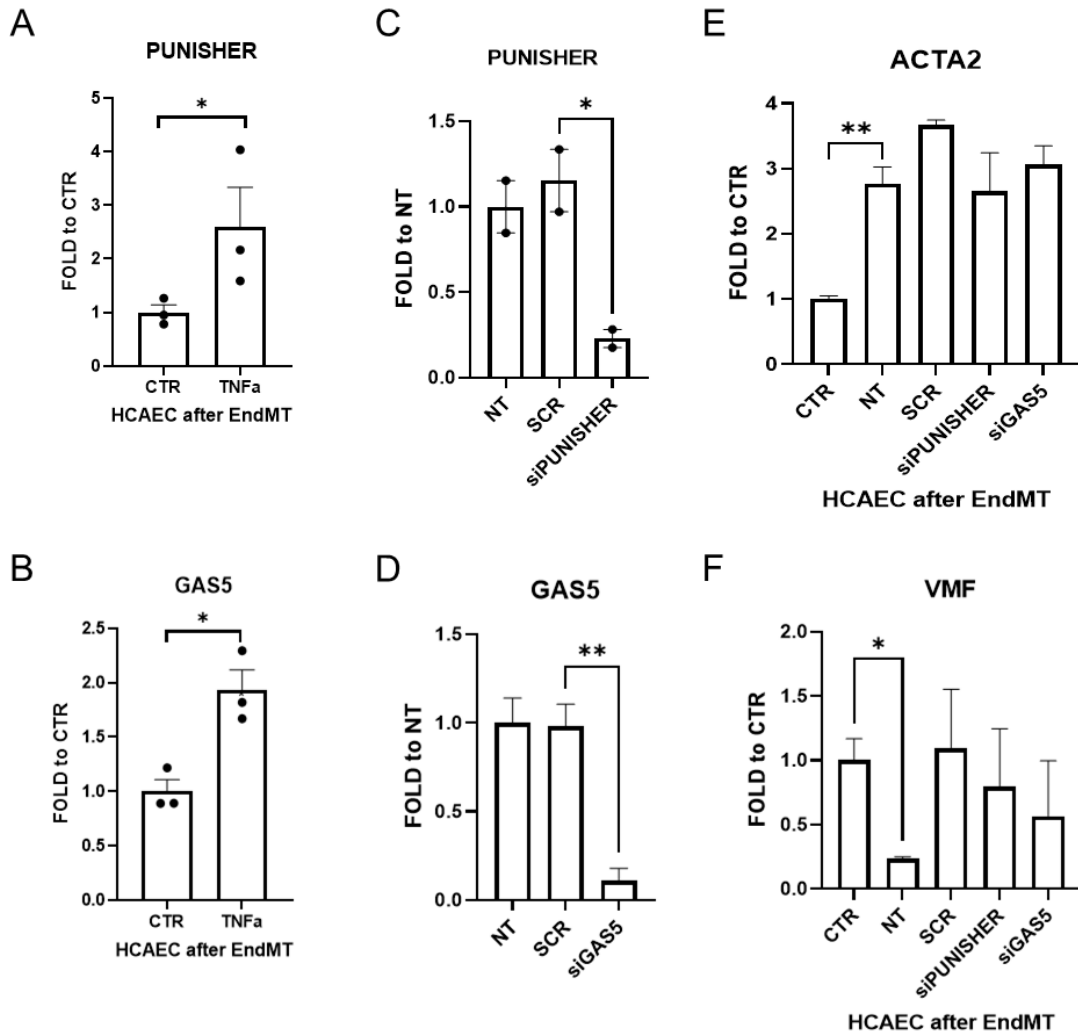 A
PUNISHER
*
FOLD to CTR
5
4
3
2
1
0
CTR
TNFa
HCAEC after EndMT
B
GAS5
*
FOLD to CTR
2.5
2.0
1.5
1.0
0.5
0.0
CTR
TNFa
HCAEC after EndMT
C
PUNISHER
*
FOLD to NT
1.5
1.0
0.5
0.0
NT
SCR
siPUNISHER
D
GAS5
**
FOLD to NT
1.5
1.0
0.5
0.0
NT
SCR
siGAS5
E
ACTA2
**
FOLD to CTR
4
3
2
1
0
CTR
NT
SCR
siPUNISHER
siGAS5
HCAEC after EndMT
F
VMF
*
FOLD to CTR
2.0
1.5
1.0
0.5
0.0
CTR
NT
SCR
siPUNISHER
siGAS5
HCAEC after EndMT